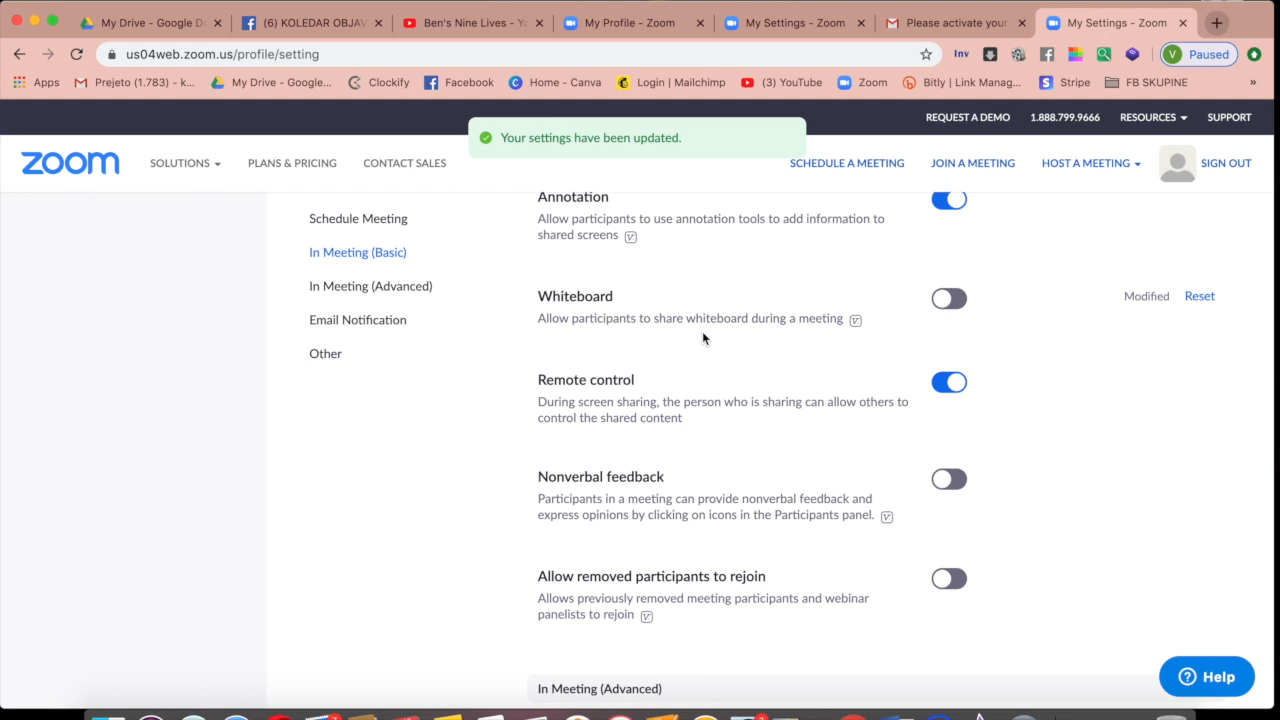 My Drive - Google D
(6) KOLEDAR OBJAV
Ben's Nine Lives - Yo
My Profile - Zoom
My Settings - Zoom
Please activate your
My Settings - Zoom
us04web.zoom.us/profile/setting
Inv
V Paused
Apps
Prejeto (1.783) - k...
My Drive - Google...
Clockify
Facebook
Home - Canva
Login | Mailchimp
(3) YouTube
Zoom
Bitly | Link Manag...
Stripe
FB SKUPINE
»
REQUEST A DEMO
1.888.799.9666
RESOURCES
SUPPORT
Your settings have been updated.
zoom
SOLUTIONS
PLANS & PRICING
CONTACT SALES
SCHEDULE A MEETING
JOIN A MEETING
HOST A MEETING
SIGN OUT
Schedule Meeting
In Meeting (Basic)
In Meeting (Advanced)
Email Notification
Other
Annotation
Allow participants to use annotation tools to add information to
shared screens
Whiteboard
Allow participants to share whiteboard during a meeting
Modified Reset
Remote control
During screen sharing, the person who is sharing can allow others to
control the shared content
Nonverbal feedback
Participants in a meeting can provide nonverbal feedback and
express opinions by clicking on icons in the Participants panel.
Allow removed participants to rejoin
Allows previously removed meeting participants and webinar
panelists to rejoin
In Meeting (Advanced)
Help